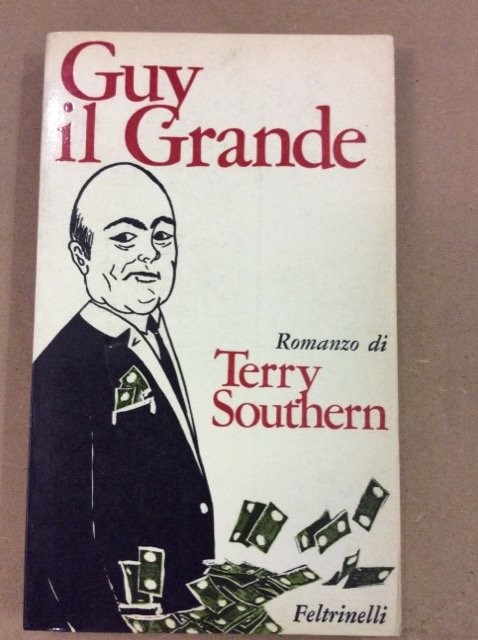 Guy
il Grande
Romanzo di
Terry
Southern
Feltrinelli